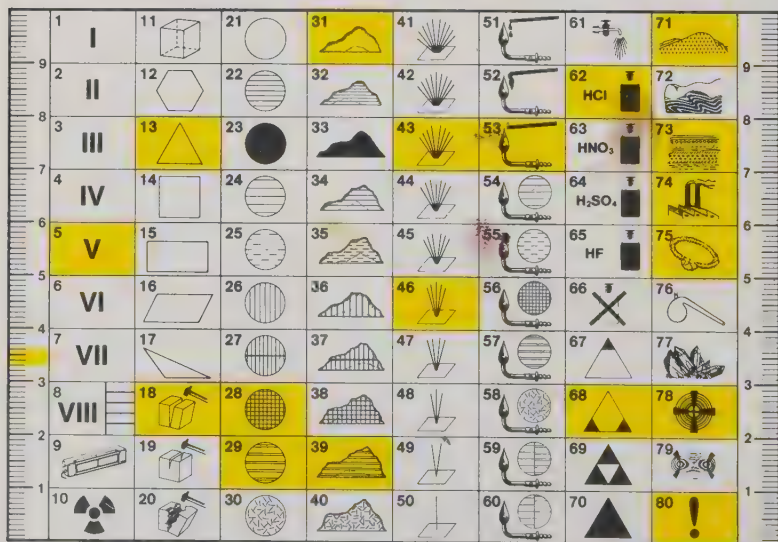 1 11 21 31 41 51 61 71
I
9 9
2 12 22 32 42 52 62 72
II HCl
8 8
3 13 23 33 43 53 63 73
III HNO₃
7 7
4 14 24 34 44 54 64 74
IV H₂SO₄
6 6
5 15 25 35 45 55 65 75
V HF
5 5
6 16 26 36 46 56 66 76
VI
4 4
7 17 27 37 47 57 67 77
VII
3 3
8 18 28 38 48 58 68 78
VIII
2 2
9 19 29 39 49 59 69 79
1 1
10 20 30 40 50 60 70 80
!